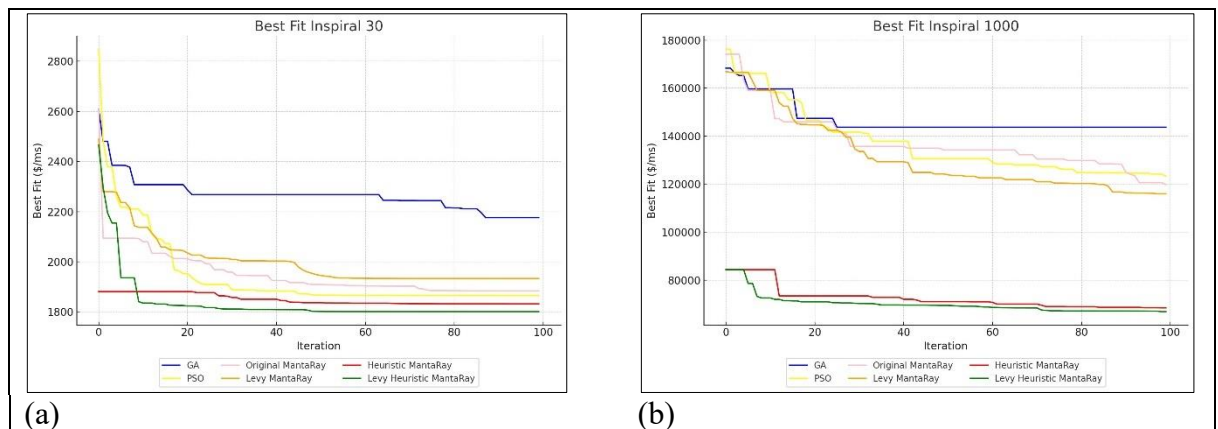 Best Fit Inspiral 30
2800
2600
2400
2200
2000
1800
Best Fit ($/ms)
0 20 40 60 80 100
Iteration
GA Original MantaRay Heuristic MantaRay
PSO Levy MantaRay Levy Heuristic MantaRay
(a)
Best Fit Inspiral 1000
180000
160000
140000
120000
100000
80000
Best Fit ($/ms)
0 20 40 60 80 100
Iteration
GA Original MantaRay Heuristic MantaRay
PSO Levy MantaRay Levy Heuristic MantaRay
(b)